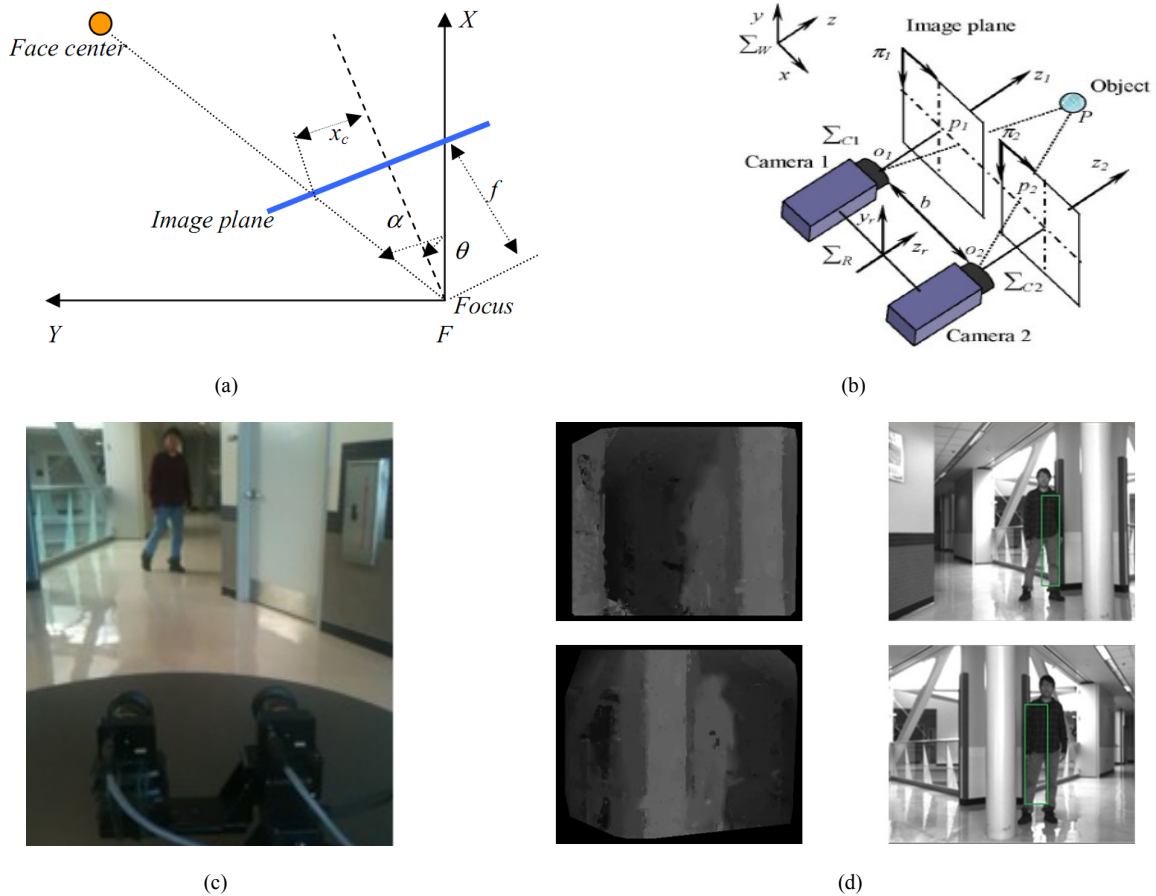 X
Face center
x_c
f
Image plane
α
θ
Y
Focus
F
(a)
y
z
Σ_W
x
Image plane
π_1
z_1
Object
P
p_1
π_2
Σ_C1
o_1
Camera 1
z_2
p_2
b
y_r
z_r
o_2
Σ_R
Σ_C2
Camera 2
(b)
(c)
(d)